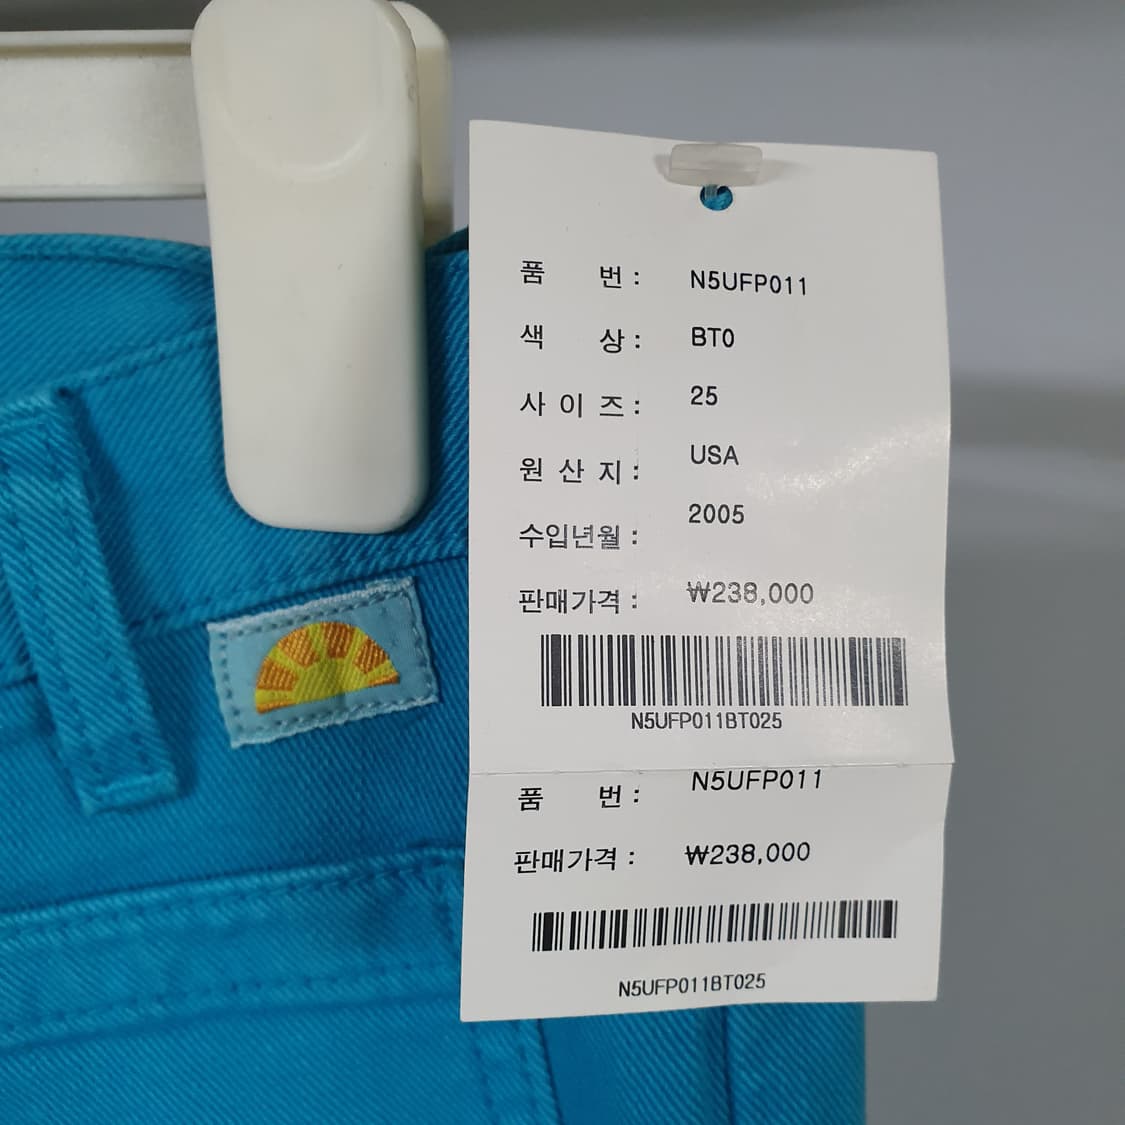 품 번 : N5UFP011
색 상 : BT0
사 이 즈 : 25
원 산 지 : USA
수입년월 : 2005
판매가격 : ₩238,000
N5UFP011BT025
품 번 : N5UFP011
판매가격 : ₩238,000
N5UFP011BT025